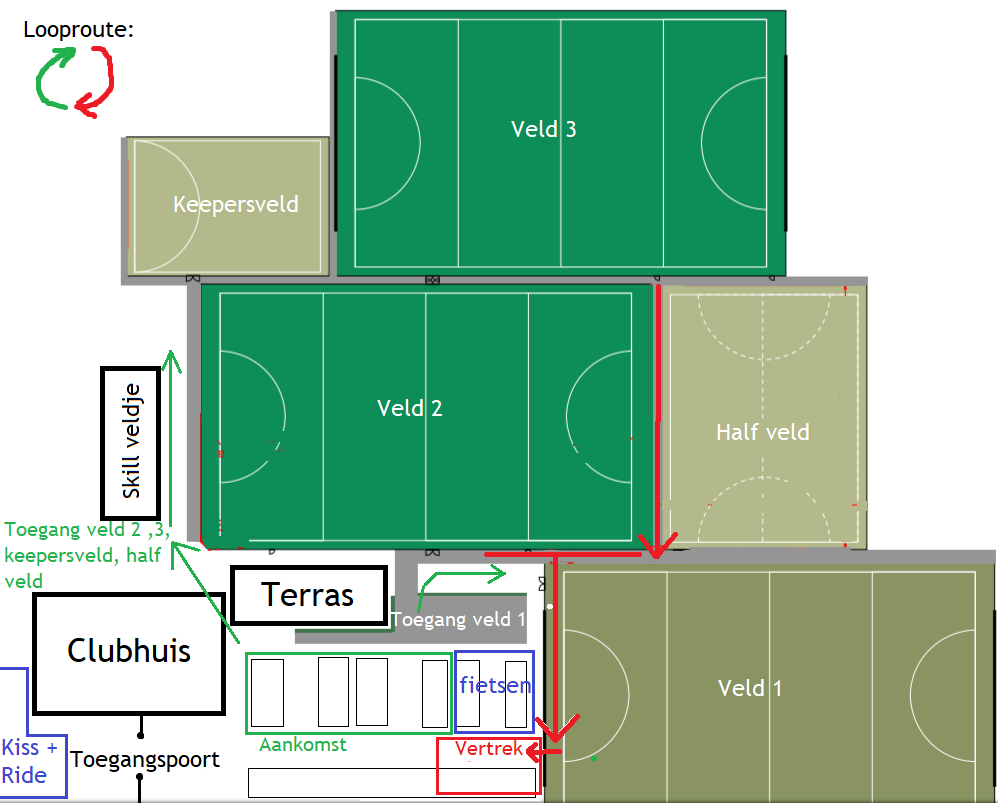 Looproute:
Veld 3
Keepersveld
Veld 2
Half veld
Skill veldje
Toegang veld 2 ,3,
keepersveld, half
veld
Terras
Toegang veld 1
Clubhuis
fietsen
Veld 1
Aankomst
Vertrek
Kiss +
Ride
Toegangspoort